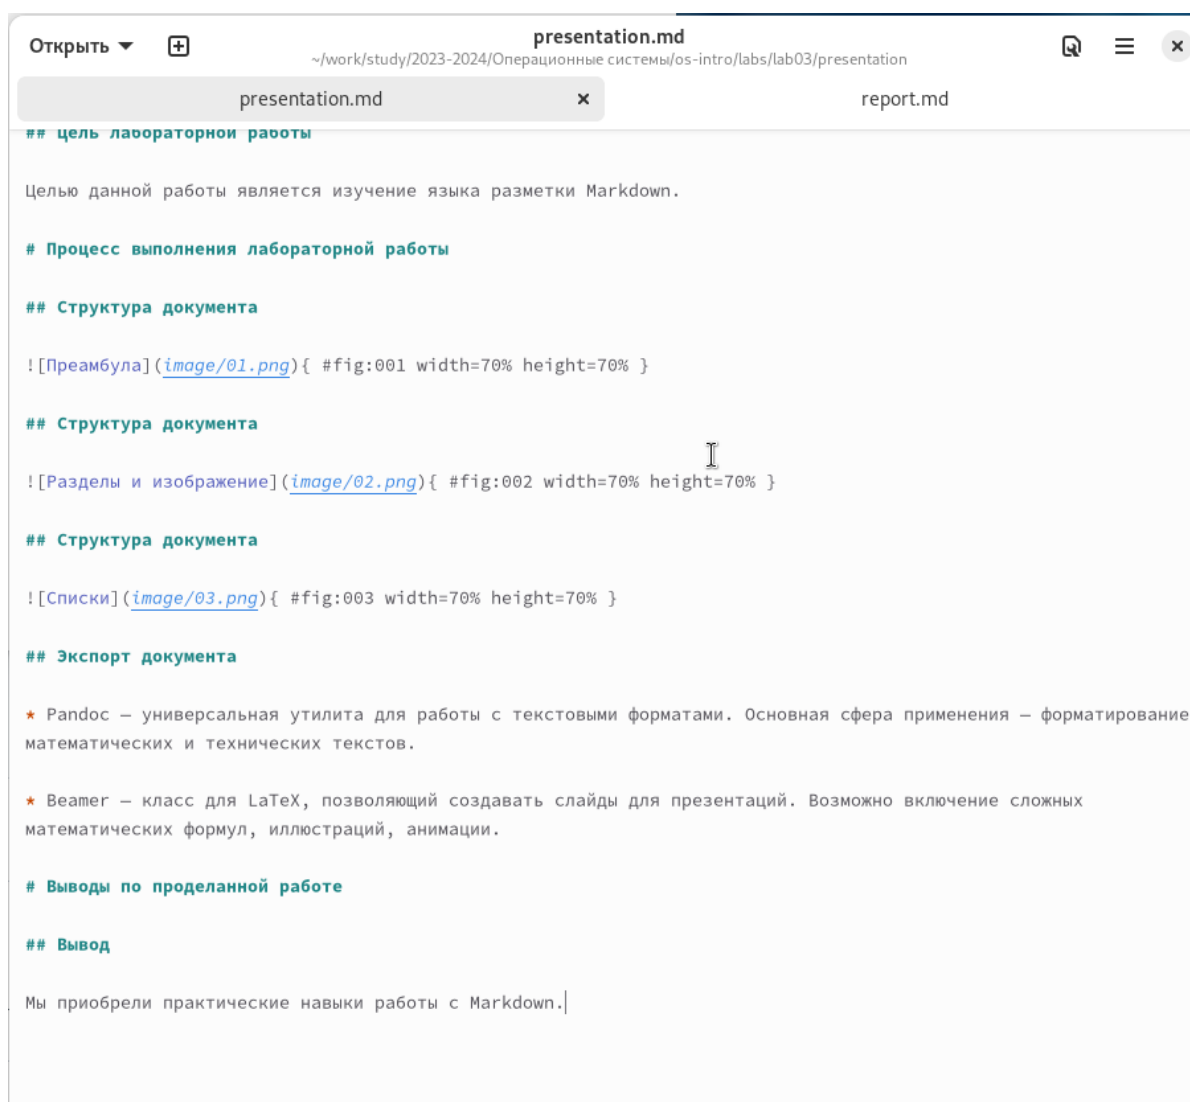 Открыть
presentation.md
~/work/study/2023-2024/Операционные системы/os-intro/labs/lab03/presentation
presentation.md
report.md
## Цель лабораторной работы
Целью данной работы является изучение языка разметки Markdown.
# Процесс выполнения лабораторной работы
## Структура документа
![Преамбула](image/01.png){ #fig:001 width=70% height=70% }
## Структура документа
![Разделы и изображение](image/02.png){ #fig:002 width=70% height=70% }
## Структура документа
![Списки](image/03.png){ #fig:003 width=70% height=70% }
## Экспорт документа
* Pandoc — универсальная утилита для работы с текстовыми форматами. Основная сфера применения — форматирование
математических и технических текстов.
* Beamer — класс для LaTeX, позволяющий создавать слайды для презентаций. Возможно включение сложных
математических формул, иллюстраций, анимации.
# Выводы по проделанной работе
## Вывод
Мы приобрели практические навыки работы с Markdown.